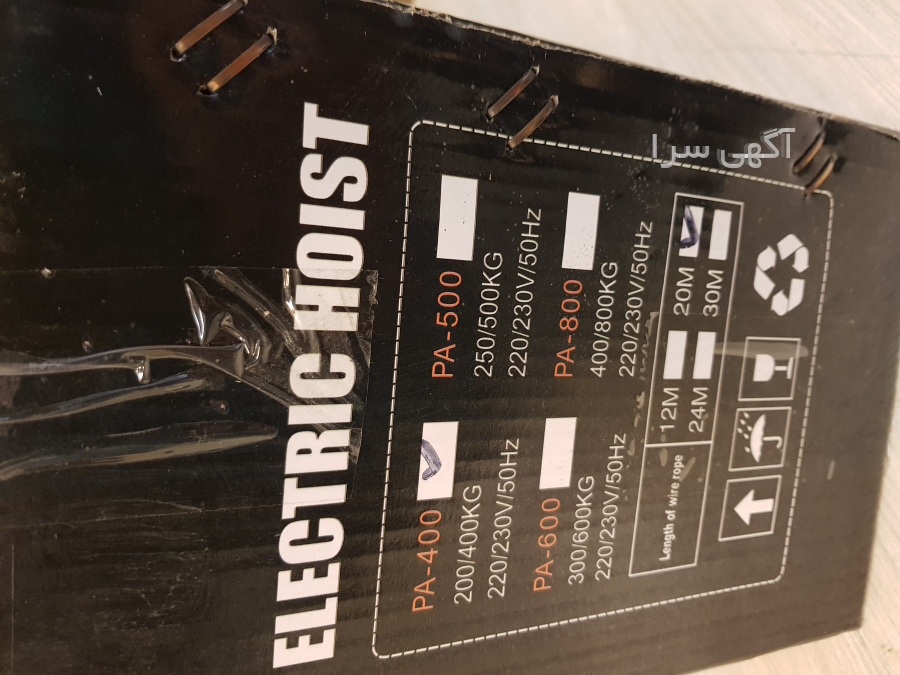 ELECTRIC HOIST
PA-400
200/400KG
220/230V/50Hz
PA-500
250/500KG
220/230V/50Hz
PA-600
300/600KG
220/230V/50Hz
PA-800
400/800KG
220/230V/50Hz
Length of wire rope
12M 20M
24M 30M
آگهی سرا